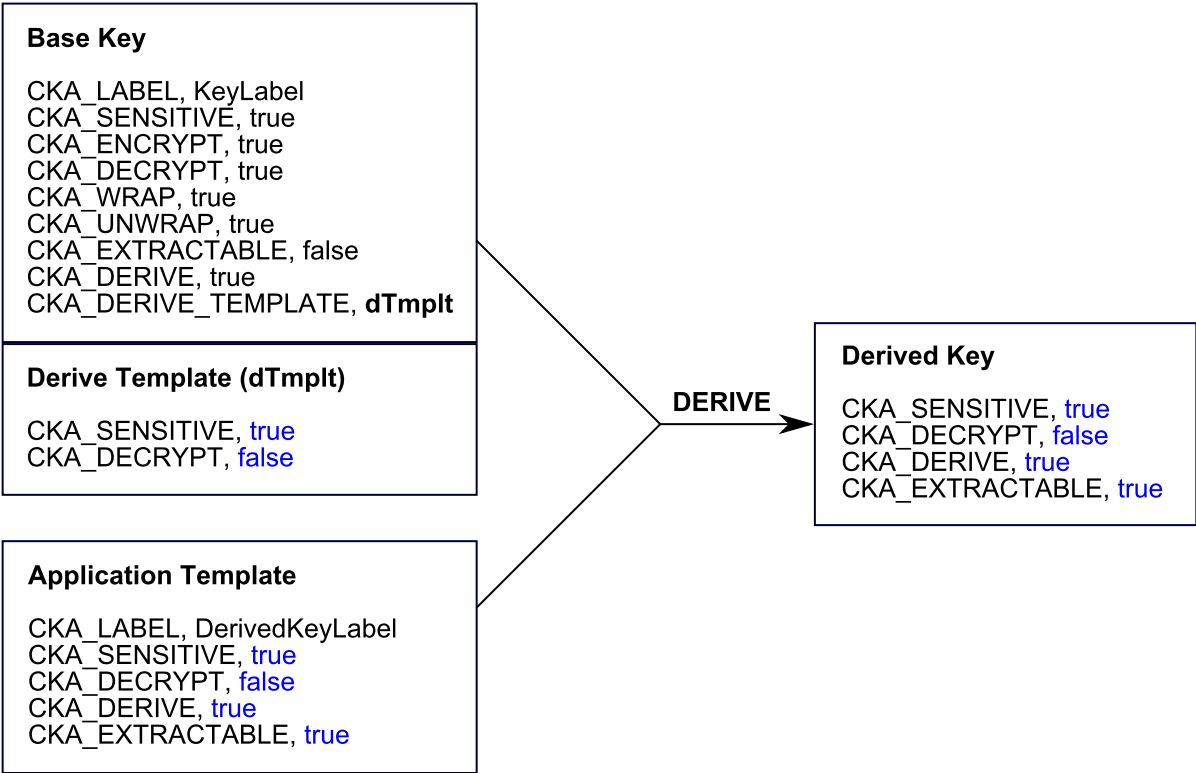 Base Key
CKA_LABEL, KeyLabel
CKA_SENSITIVE, true
CKA_ENCRYPT, true
CKA_DECRYPT, true
CKA_WRAP, true
CKA_UNWRAP, true
CKA_EXTRACTABLE, false
CKA_DERIVE, true
CKA_DERIVE_TEMPLATE, dTmplt
Derive Template (dTmplt)
CKA_SENSITIVE, true
CKA_DECRYPT, false
Application Template
CKA_LABEL, DerivedKeyLabel
CKA_SENSITIVE, true
CKA_DECRYPT, false
CKA_DERIVE, true
CKA_EXTRACTABLE, true
DERIVE
Derived Key
CKA_SENSITIVE, true
CKA_DECRYPT, false
CKA_DERIVE, true
CKA_EXTRACTABLE, true